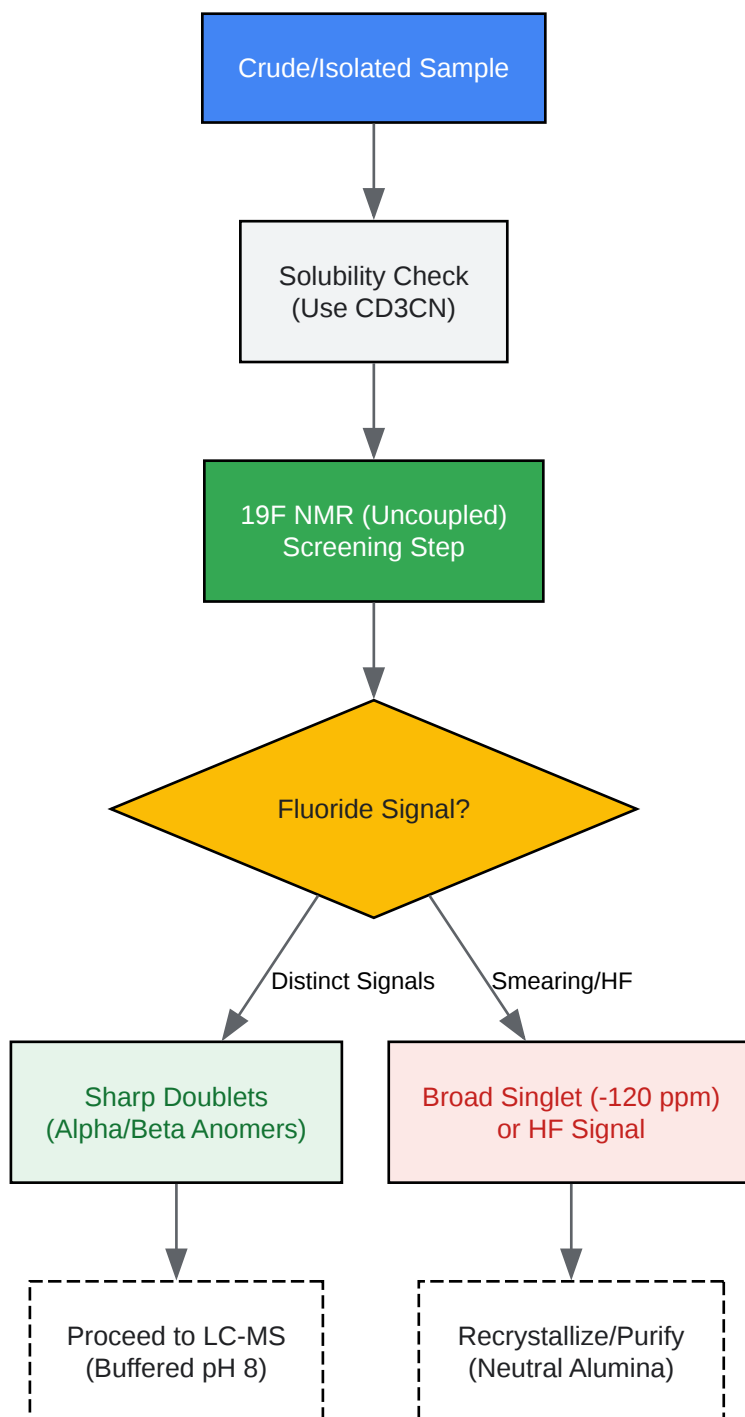 Crude/Isolated Sample
Solubility Check
(Use CD3CN)
19F NMR (Uncoupled)
Screening Step
Fluoride Signal?
Distinct Signals
Smearing/HF
Sharp Doublets
(Alpha/Beta Anomers)
Broad Singlet (-120 ppm)
or HF Signal
Proceed to LC-MS
(Buffered pH 8)
Recrystallize/Purify
(Neutral Alumina)